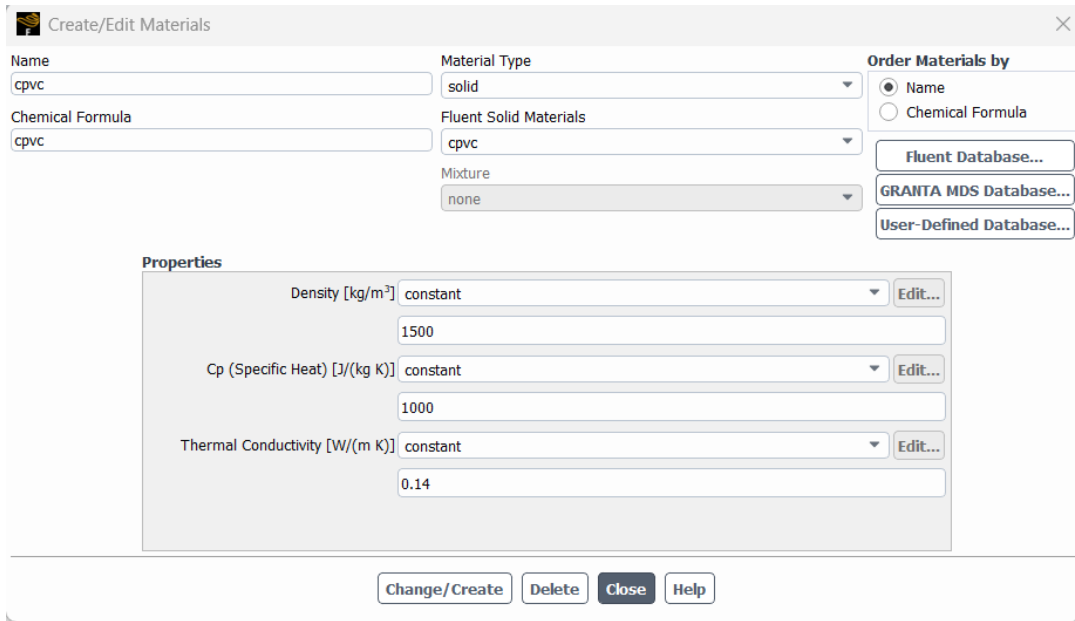 Create/Edit Materials
Name
cpvc
Chemical Formula
cpvc
Material Type
solid
Fluent Solid Materials
cpvc
Mixture
none
Order Materials by
Name
Chemical Formula
Fluent Database...
GRANTA MDS Database...
User-Defined Database...
Properties
Density [kg/m³] constant Edit...
1500
Cp (Specific Heat) [J/(kg K)] constant Edit...
1000
Thermal Conductivity [W/(m K)] constant Edit...
0.14
Change/Create Delete Close Help